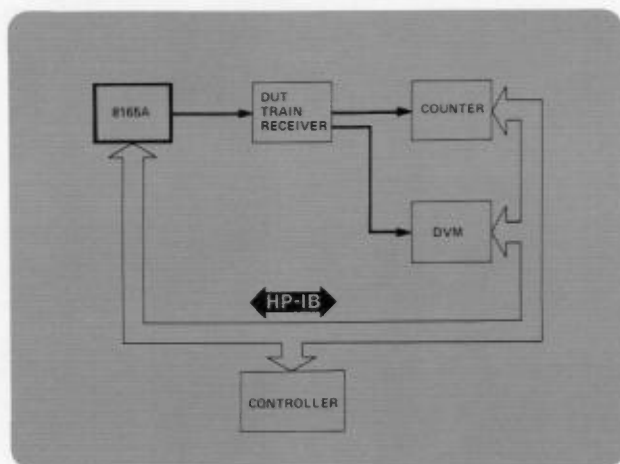 8165A
DUT
TRAIN
RECEIVER
COUNTER
DVM
HP-IB
CONTROLLER